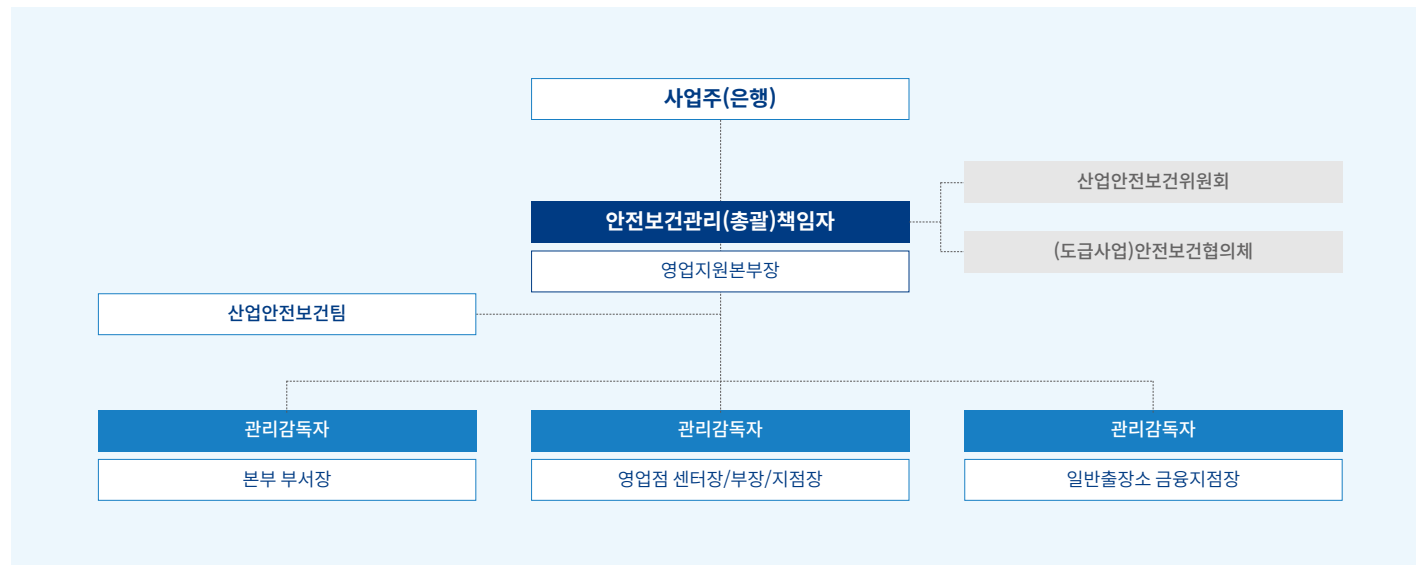 사업주(은행)
산업안전보건위원회
안전보건관리(총괄)책임자
(도급사업)안전보건협의체
영업지원본부장
산업안전보건팀
관리감독자
관리감독자
관리감독자
본부 부서장
영업점 센터장/부장/지점장
일반출장소 금융지점장